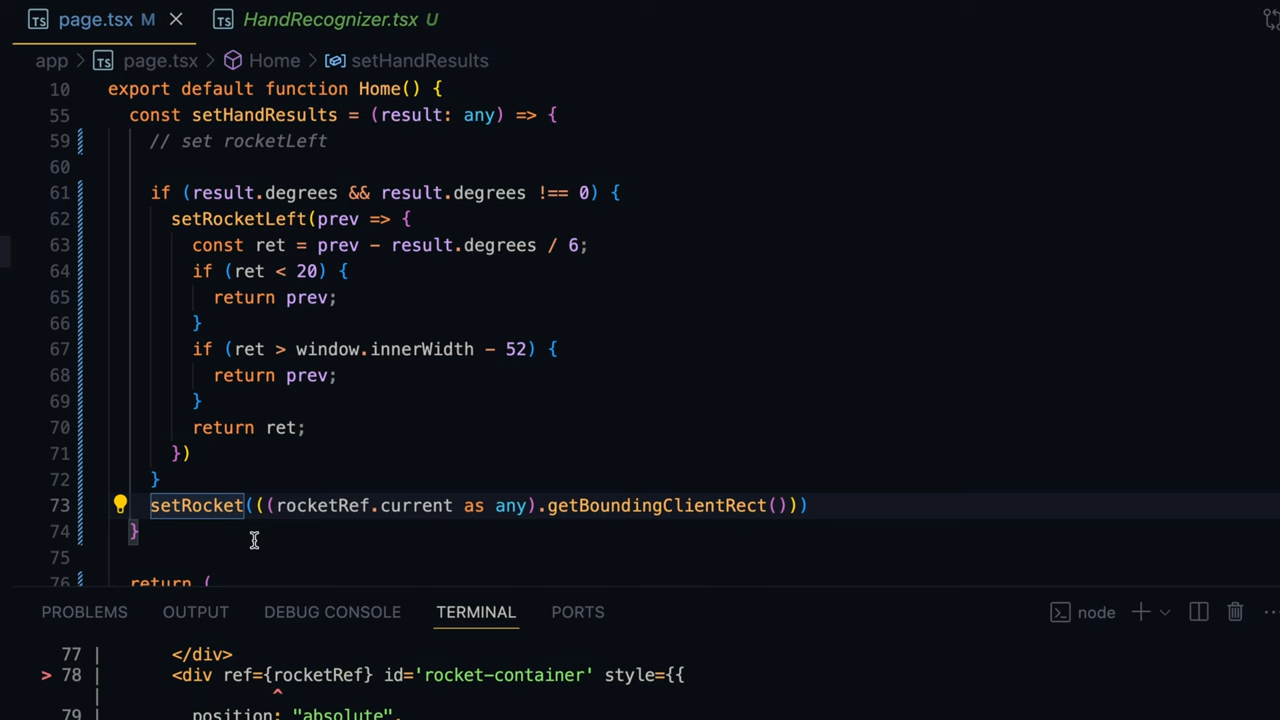 TS page.tsx M × TS HandRecognizer.tsx U
app > TS page.tsx > Home > setHandResults
10 export default function Home() {
55 const setHandResults = (result: any) => {
59 // set rocketLeft
60
61 if (result.degrees && result.degrees !== 0) {
62 setRocketLeft(prev => {
63 const ret = prev - result.degrees / 6;
64 if (ret < 20) {
65 return prev;
66 }
67 if (ret > window.innerWidth - 52) {
68 return prev;
69 }
70 return ret;
71 })
72 }
73 setRocket(((rocketRef.current as any).getBoundingClientRect()))
74 }
75
76 return (
PROBLEMS OUTPUT DEBUG CONSOLE TERMINAL PORTS node
77 | </div>
> 78 | <div ref={rocketRef} id='rocket-container' style={{
| ^
79 | position: "absolute",